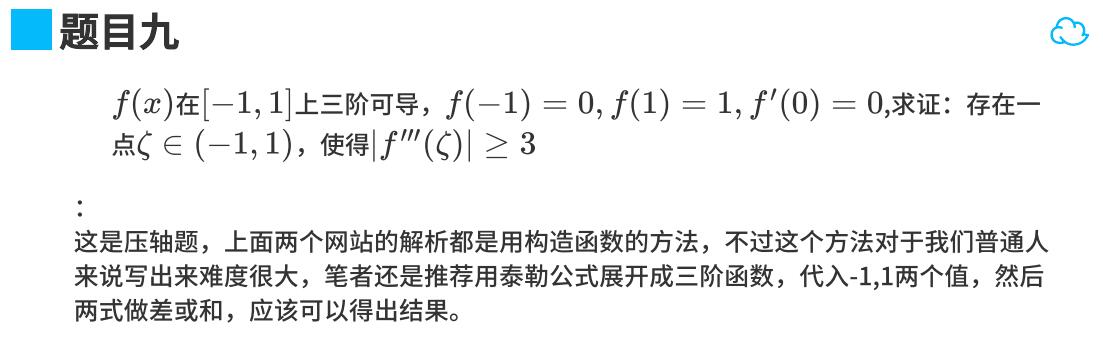 题目九
f(x)在[−1, 1]上三阶可导，f(−1) = 0, f(1) = 1, f′(0) = 0,求证：存在一
点ζ ∈ (−1, 1)，使得|f‴(ζ)| ≥ 3
：
这是压轴题，上面两个网站的解析都是用构造函数的方法，不过这个方法对于我们普通人
来说写出来难度很大，笔者还是推荐用泰勒公式展开成三阶函数，代入-1,1两个值，然后
两式做差或和，应该可以得出结果。